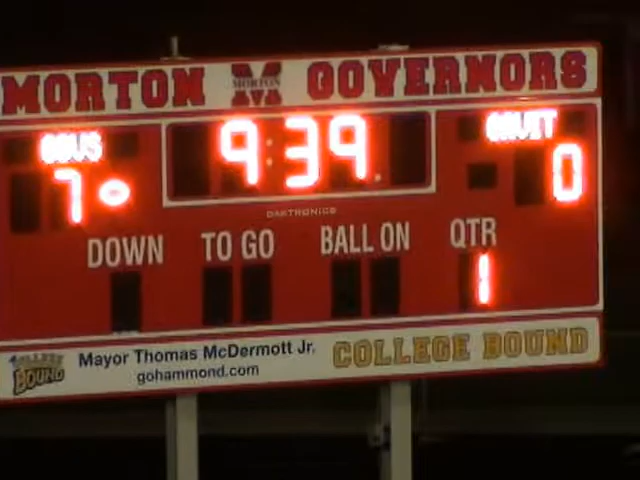 MORTON M MORTON GOVERNORS
GOVS 9:39
7 0
DAKTRONICS
DOWN TO GO BALL ON QTR
1
COLLEGE BOUND Mayor Thomas McDermott Jr. COLLEGE BOUND
gohammond.com